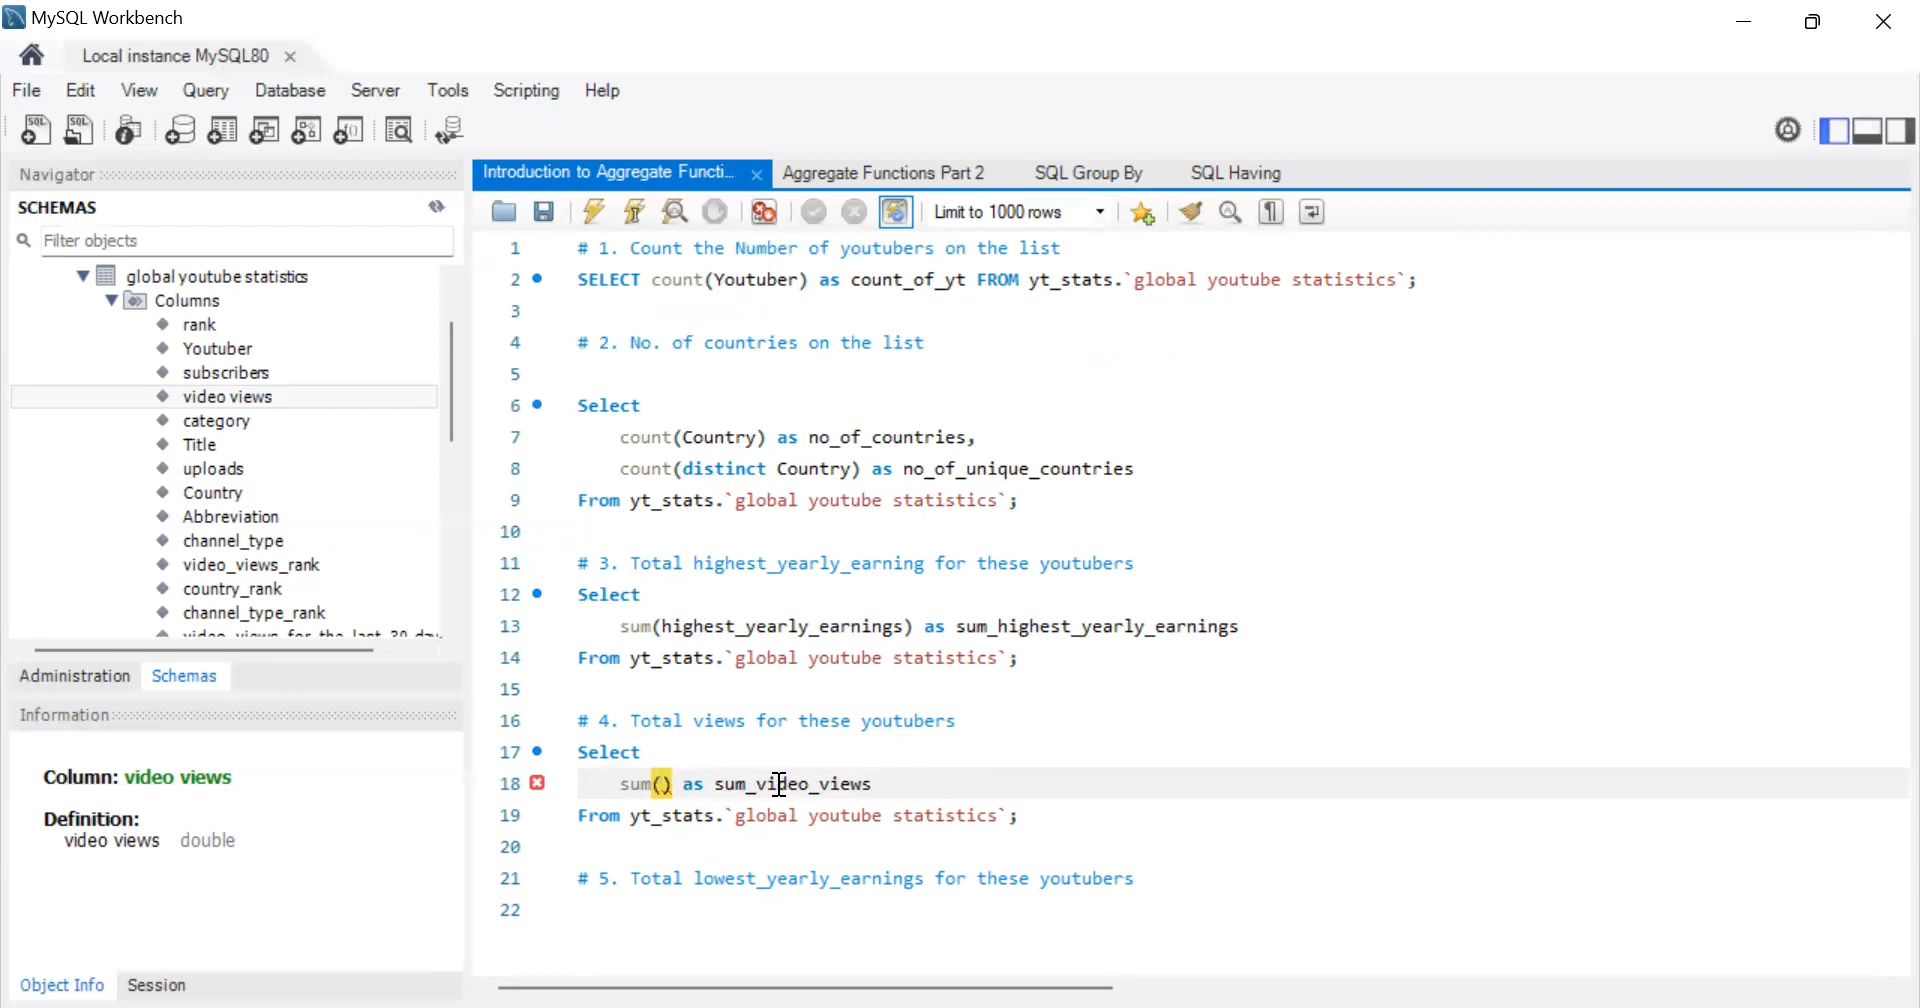 MySQL Workbench
Local instance MySQL80
File Edit View Query Database Server Tools Scripting Help
Navigator
SCHEMAS
Filter objects
global youtube statistics
Columns
rank
Youtuber
subscribers
video views
category
Title
uploads
Country
Abbreviation
channel_type
video_views_rank
country_rank
channel_type_rank
Administration Schemas
Information
Column: video views
Definition:
video views double
Object Info Session
Introduction to Aggregate Functi... Aggregate Functions Part 2 SQL Group By SQL Having
Limit to 1000 rows
1 # 1. Count the Number of youtubers on the list
2 SELECT count(Youtuber) as count_of_yt FROM yt_stats.`global youtube statistics`;
3
4 # 2. No. of countries on the list
5
6 Select
7 count(Country) as no_of_countries,
8 count(distinct Country) as no_of_unique_countries
9 From yt_stats.`global youtube statistics`;
10
11 # 3. Total highest_yearly_earning for these youtubers
12 Select
13 sum(highest_yearly_earnings) as sum_highest_yearly_earnings
14 From yt_stats.`global youtube statistics`;
15
16 # 4. Total views for these youtubers
17 Select
18 sum() as sum_video_views
19 From yt_stats.`global youtube statistics`;
20
21 # 5. Total lowest_yearly_earnings for these youtubers
22